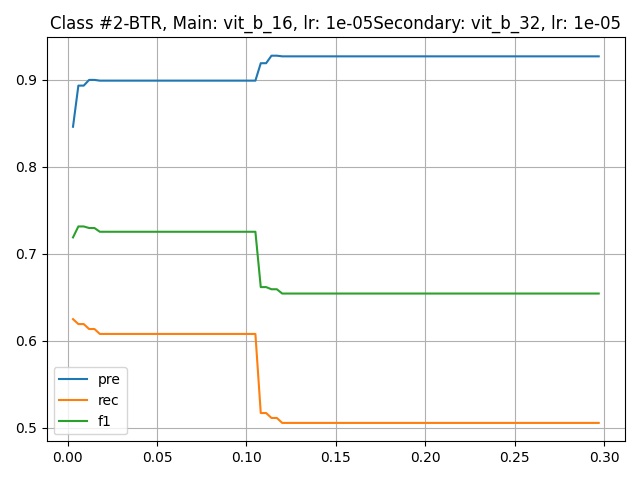 Class #2-BTR, Main: vit_b_16, lr: 1e-05Secondary: vit_b_32, lr: 1e-05
0.9
0.8
0.7
0.6
0.5
pre
rec
f1
0.00 0.05 0.10 0.15 0.20 0.25 0.30